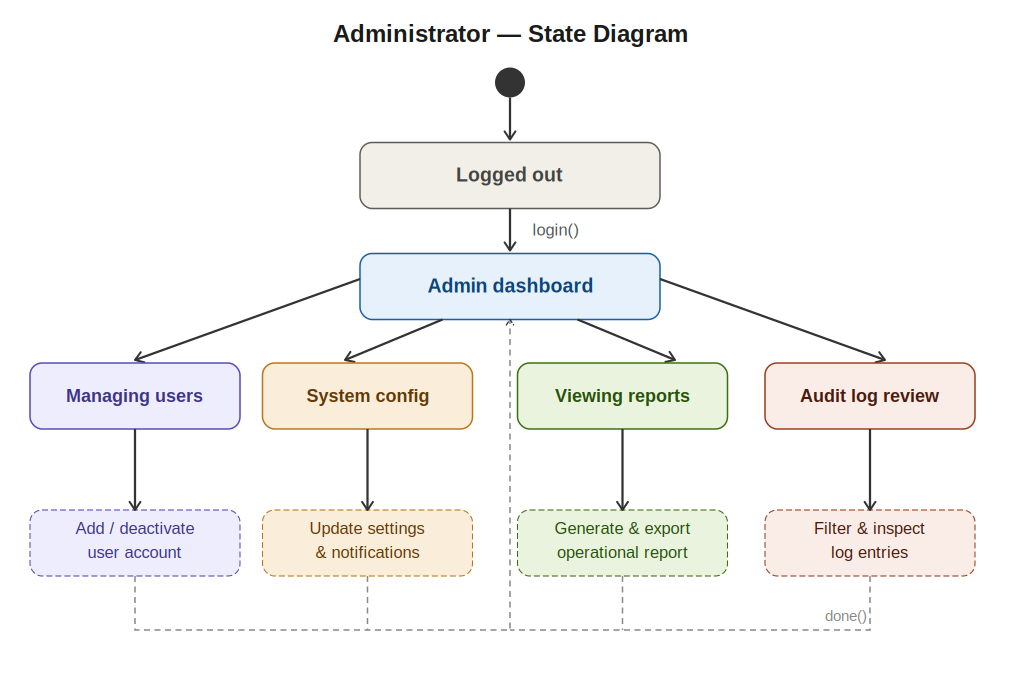 Administrator — State Diagram
Logged out
login()
Admin dashboard
Managing users
System config
Viewing reports
Audit log review
Add / deactivate
user account
Update settings
& notifications
Generate & export
operational report
Filter & inspect
log entries
done()